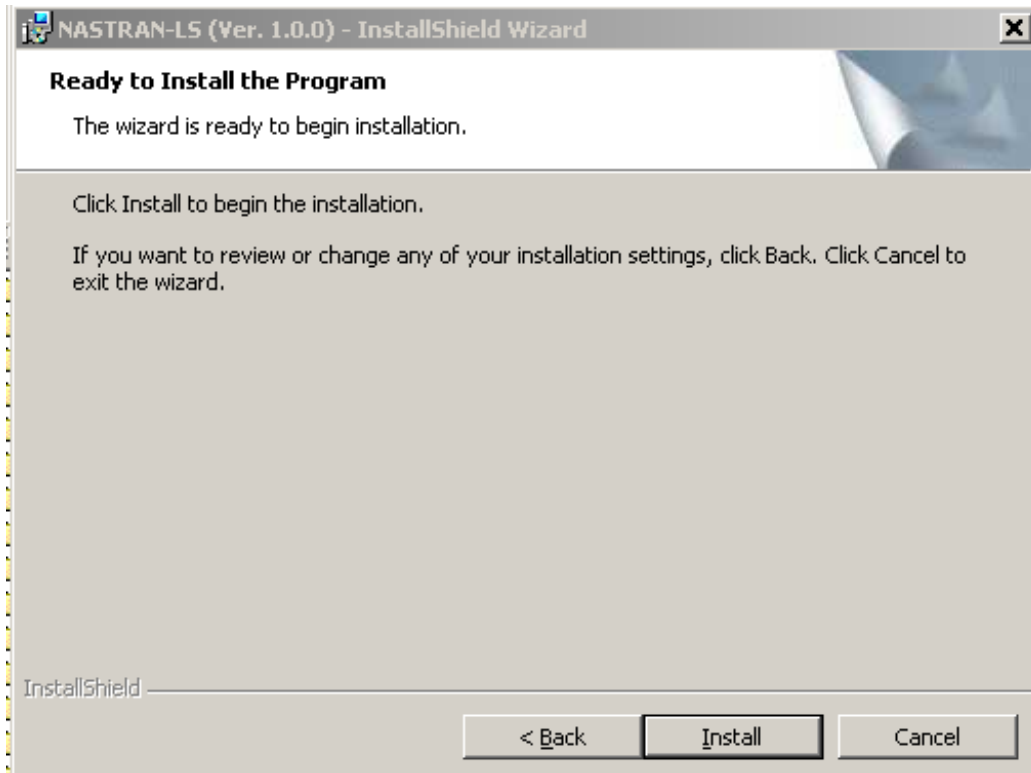 NASTRAN-LS (Ver. 1.0.0) - InstallShield Wizard
Ready to Install the Program
The wizard is ready to begin installation.
Click Install to begin the installation.
If you want to review or change any of your installation settings, click Back. Click Cancel to
exit the wizard.
InstallShield
< Back
Install
Cancel